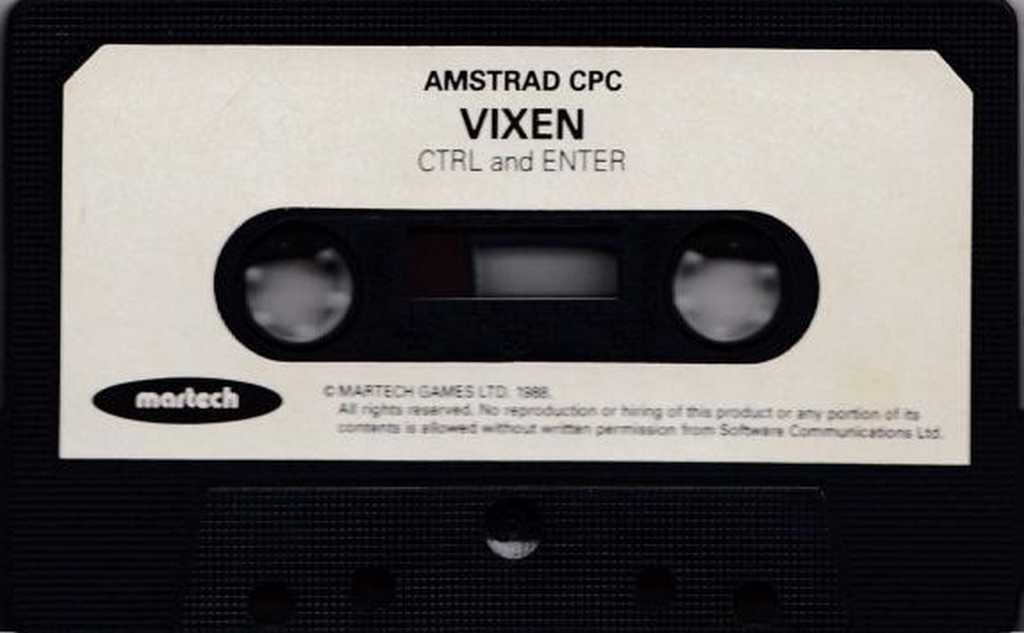 AMSTRAD CPC
VIXEN
CTRL and ENTER
martech
© MARTECH GAMES LTD. 1988.
All rights reserved. No reproduction or hiring of this product or any portion of its
contents is allowed without written permission from Software Communications Ltd.